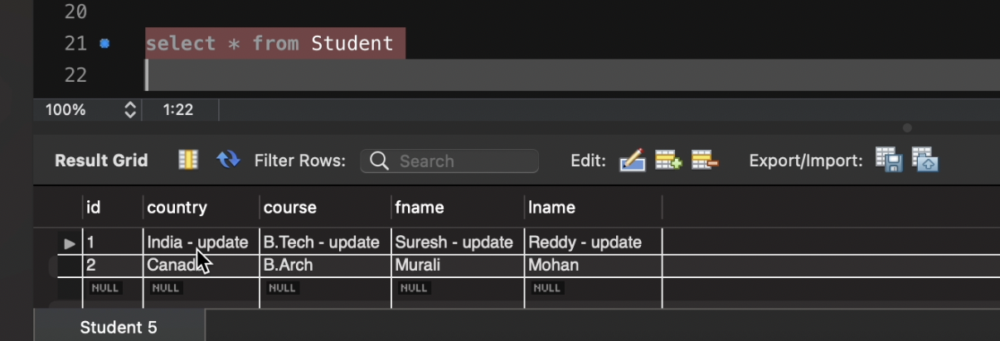 20
21 select * from Student
22
100% 1:22
Result Grid Filter Rows: Search Edit: Export/Import:
id country course fname lname
1 India - update B.Tech - update Suresh - update Reddy - update
2 Canada B.Arch Murali Mohan
NULL NULL NULL NULL NULL
Student 5